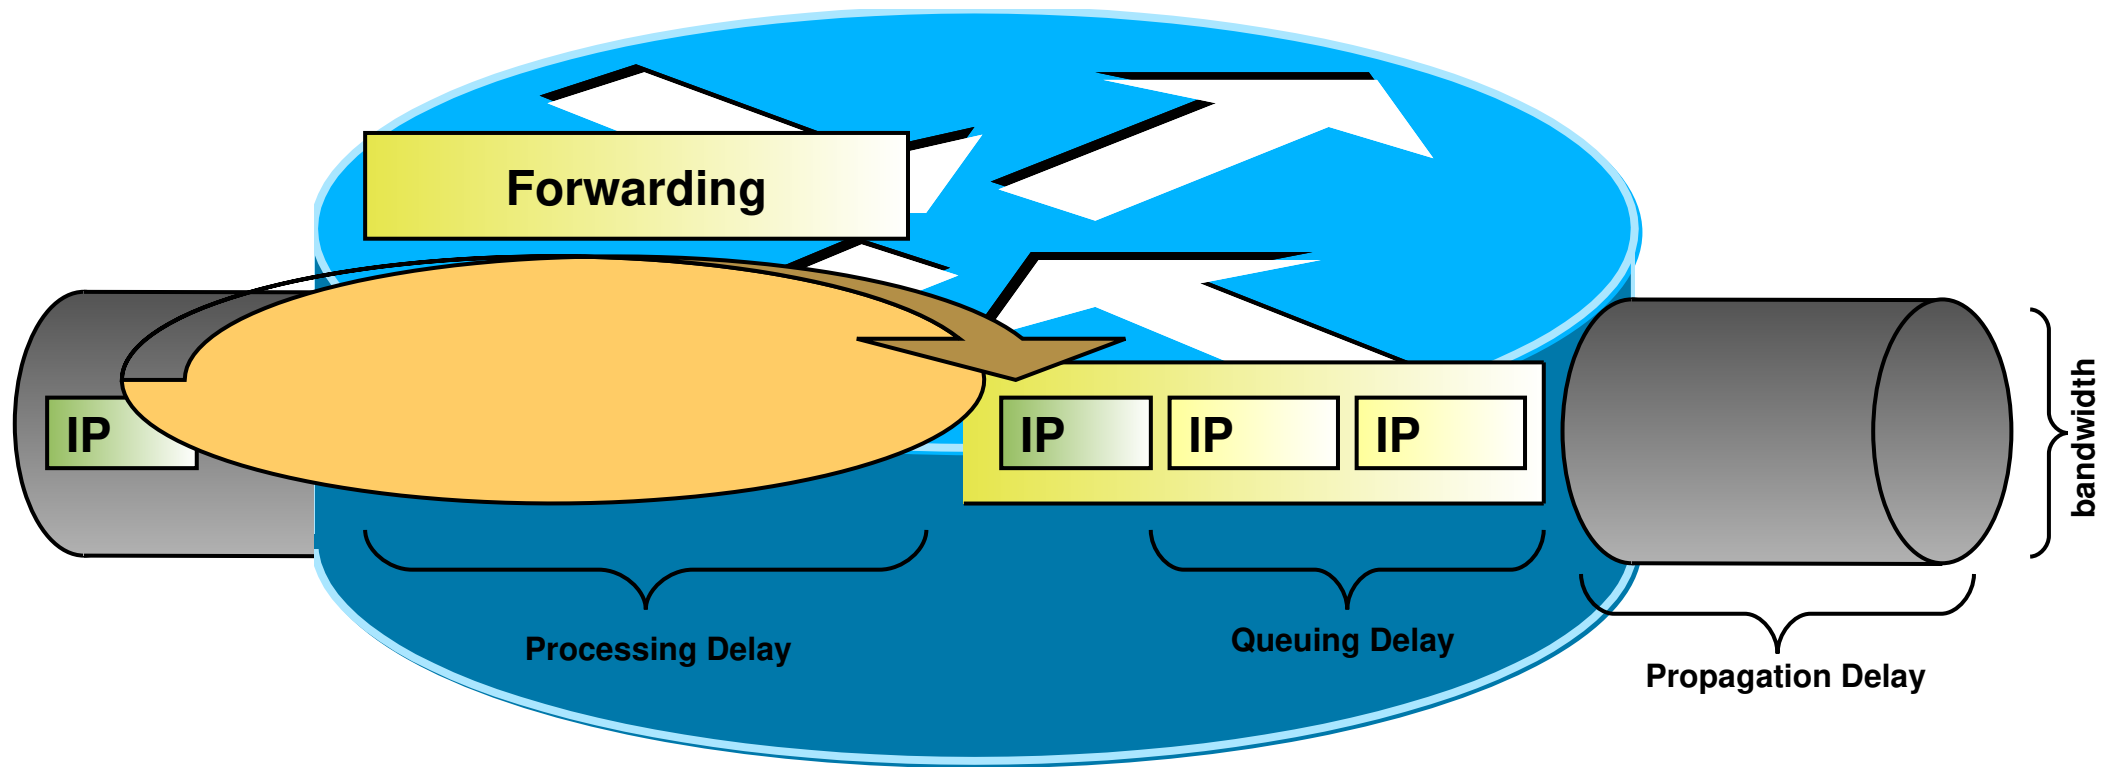 Forwarding
IP
IP
IP
IP
bandwidth
Processing Delay
Queuing Delay
Propagation Delay